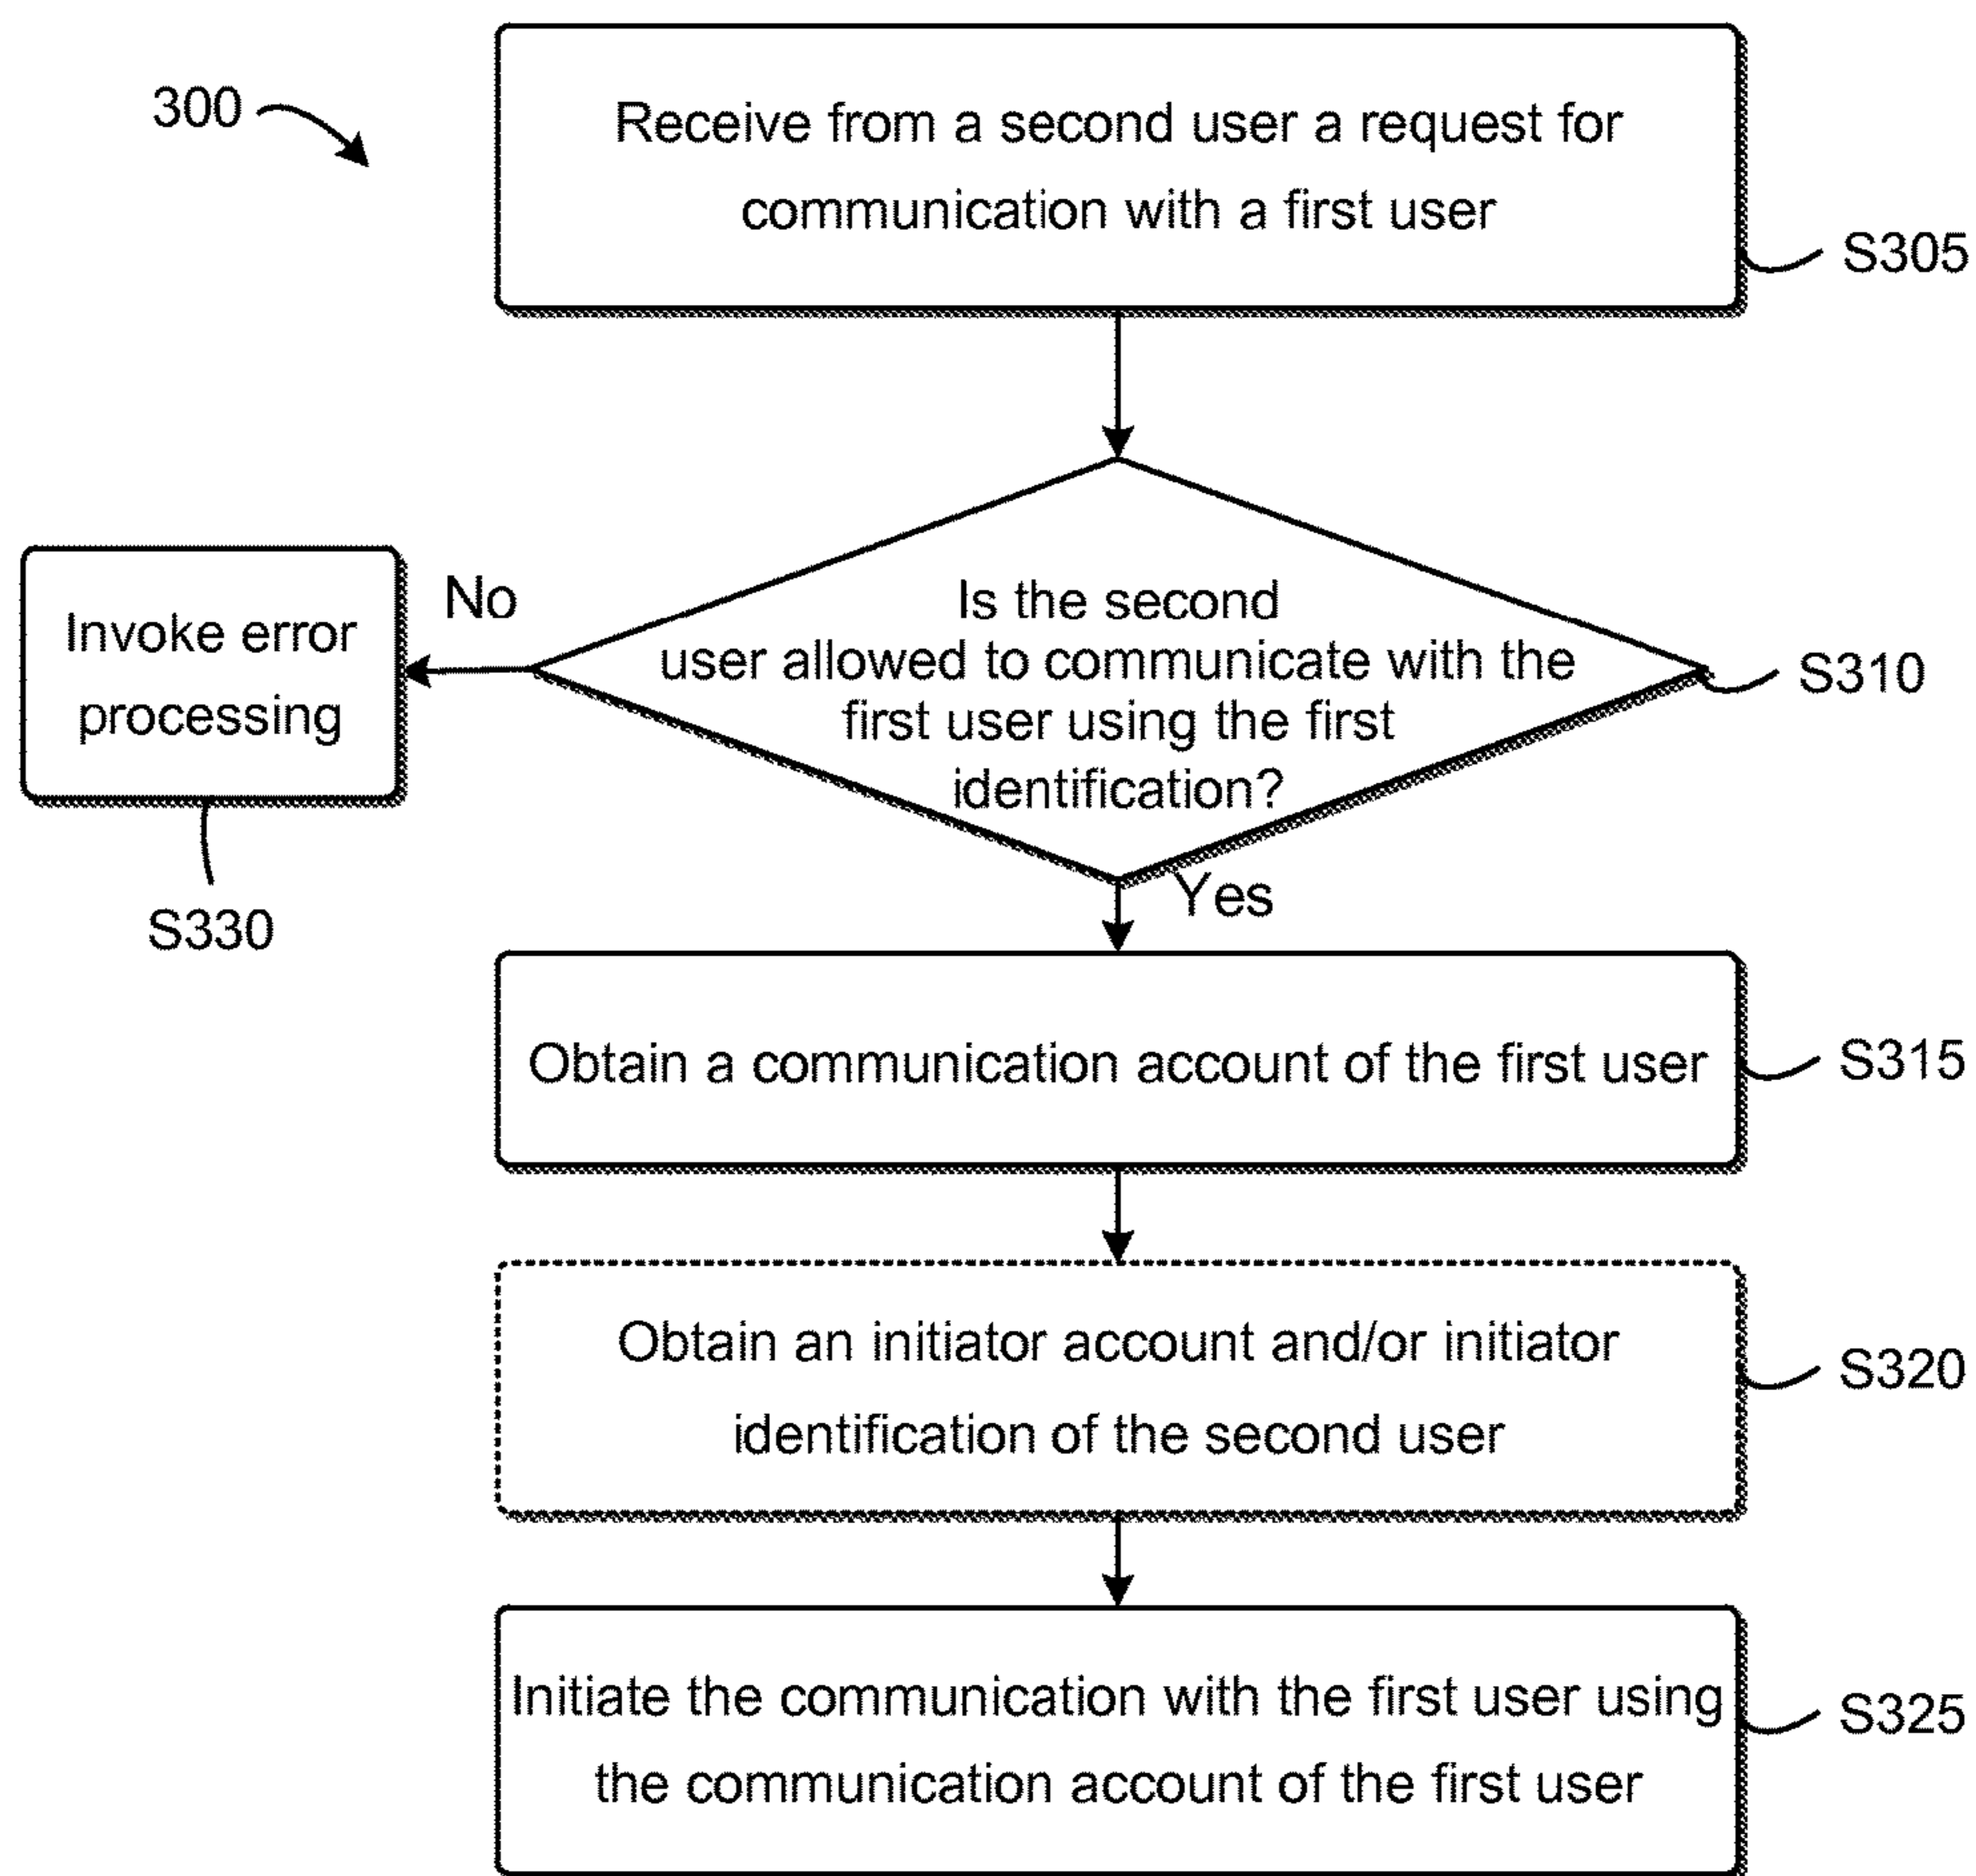 300
Receive from a second user a request for
communication with a first user
S305
Is the second
user allowed to communicate with the
first user using the first
identification?
S310
No
Invoke error
processing
S330
Yes
Obtain a communication account of the first user
S315
Obtain an initiator account and/or initiator
identification of the second user
S320
Initiate the communication with the first user using
the communication account of the first user
S325